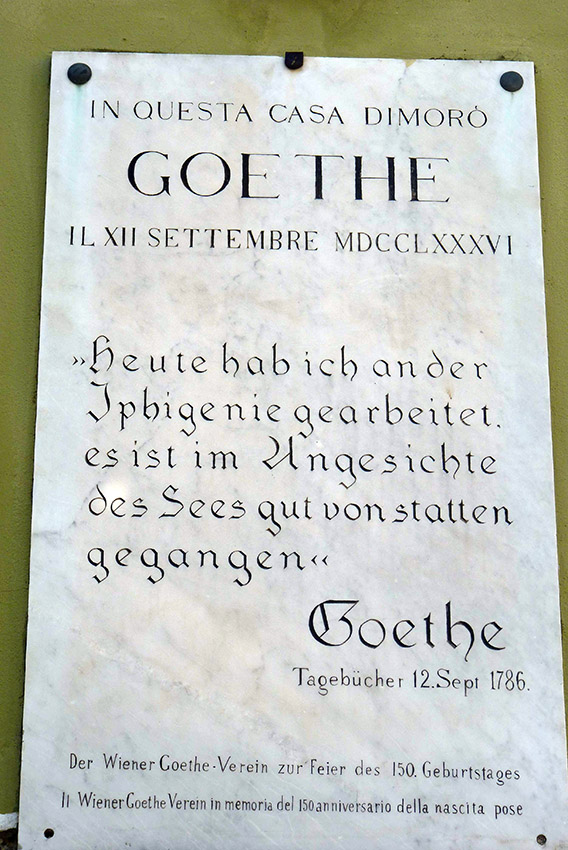 IN QUESTA CASA DIMORÒ
GOETHE
IL XII SETTEMBRE MDCCLXXXVI
»Heute hab ich an der
Iphigenie gearbeitet.
es ist im Angesichte
des Sees gut von statten
gegangen«
Goethe
Tagebücher 12. Sept 1786.
Der Wiener Goethe-Verein zur Feier des 150. Geburtstages
Il Wiener Goethe Verein in memoria del 150 anniversario della nascita pose